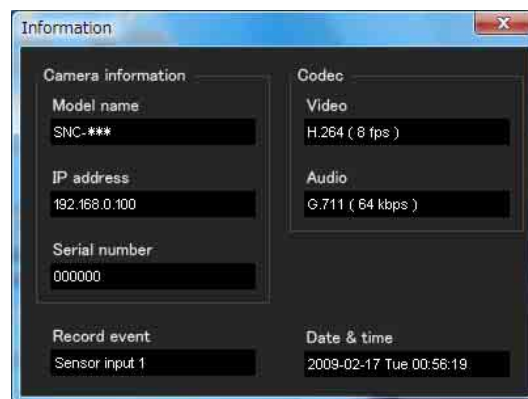 Information
Camera information
Model name
SNC-***
IP address
192.168.0.100
Serial number
000000
Codec
Video
H.264 ( 8 fps )
Audio
G.711 ( 64 kbps )
Record event
Sensor input 1
Date & time
2009-02-17 Tue 00:56:19